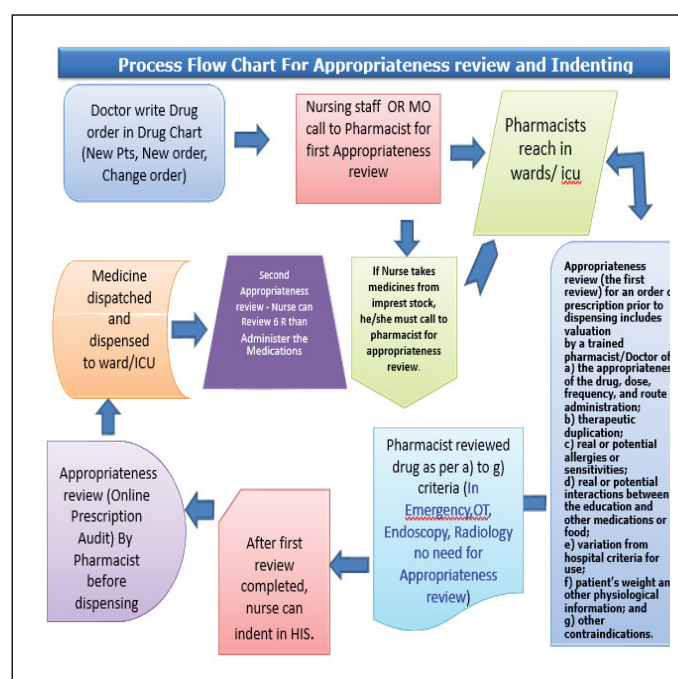 Process Flow Chart For Appropriateness review and Indenting
Doctor write Drug
order in Drug Chart
(New Pts, New order,
Change order)
Nursing staff OR MO
call to Pharmacist for
first Appropriateness
review
Pharmacists
reach in
wards/ icu
Medicine
dispatched
and
dispensed
to ward/ICU
Second
Appropriateness
review - Nurse can
Review 6 R than
Administer the
Medications
If Nurse takes
medicines from
imprest stock,
he/she must call to
pharmacist for
appropriateness
review.
Appropriateness
review (the first
review) for an order
prescription prior to
dispensing includes
valuation
by a trained
pharmacist/Doctor of
a) the appropriatenes
of the drug, dose,
frequency, and route
administration;
b) therapeutic
duplication;
c) real or potential
allergies or
sensitivities;
d) real or potential
interactions between
the education and
other medications or
food;
e) variation from
hospital criteria for
use;
f) patient's weight an
other physiological
information; and
g) other
contraindications.
Pharmacist reviewed
drug as per a) to g)
criteria (In
Emergency,OT,
Endoscopy, Radiology
no need for
Appropriateness
review)
After first
review
completed,
nurse can
indent in HIS.
Appropriateness
review (Online
Prescription
Audit) By
Pharmacist
before
dispensing